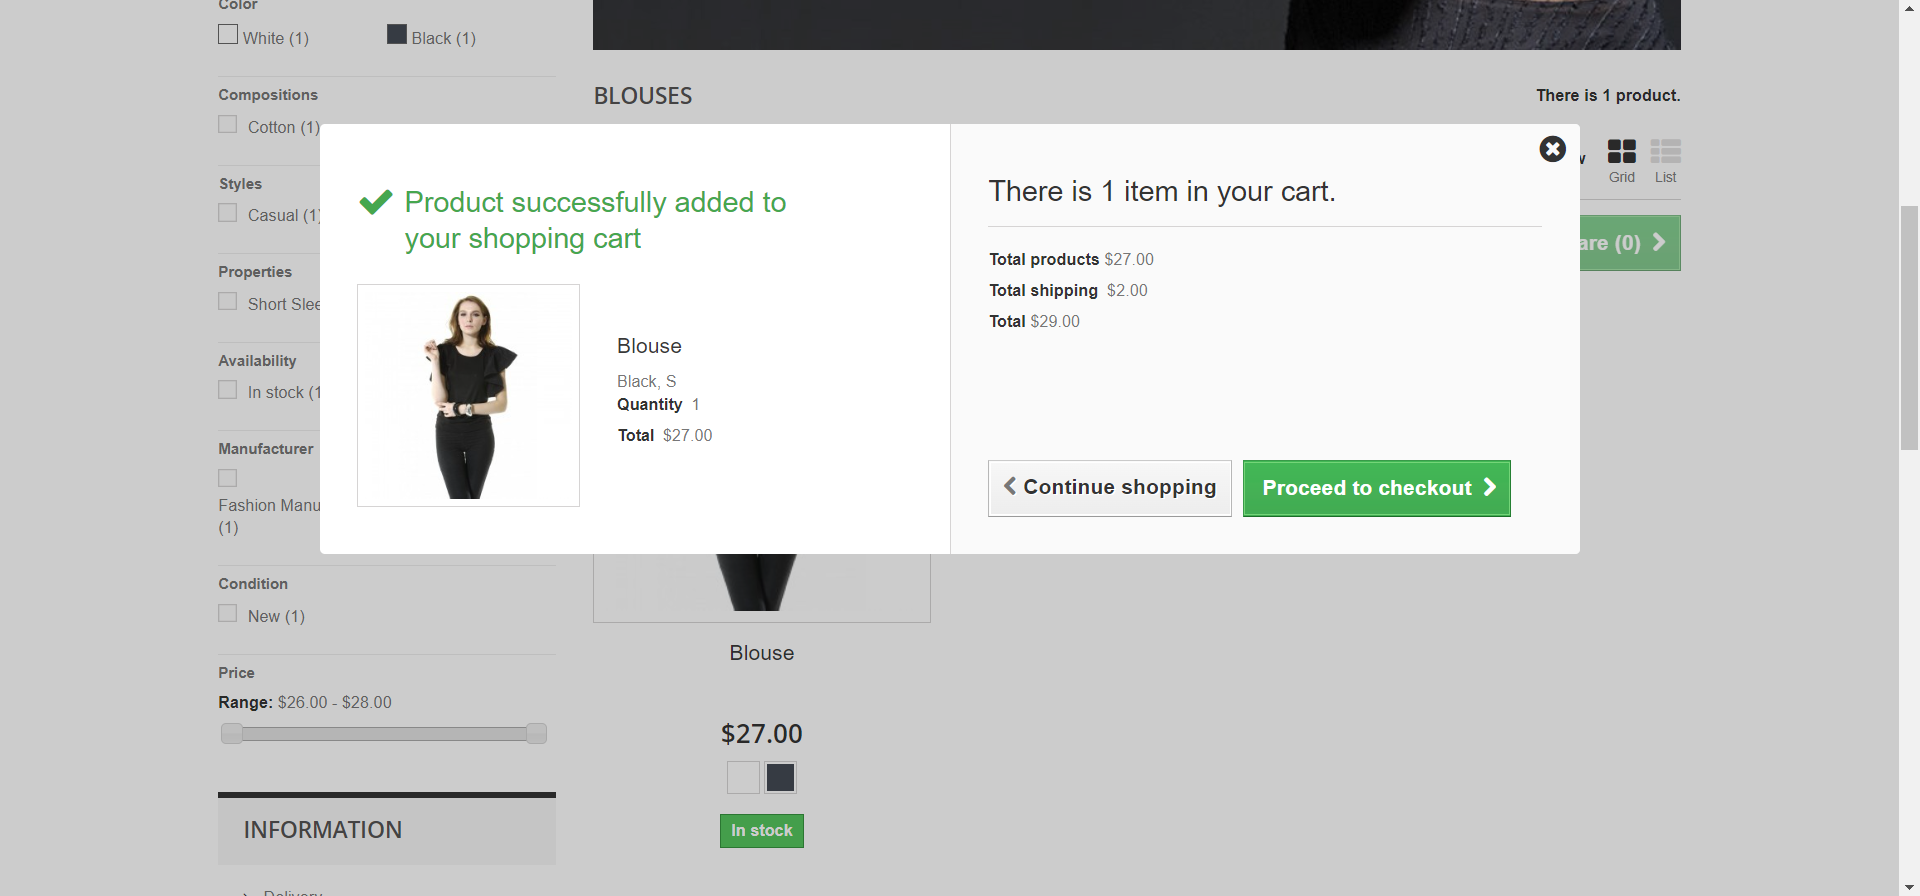 Color
White (1)
Black (1)
Compositions
Cotton (1)
Styles
Casual (1)
Properties
Short Slee
Availability
In stock (1
Manufacturer
Fashion Manu
(1)
Condition
New (1)
Price
Range: $26.00 - $28.00
INFORMATION
Delivery
BLOUSES
There is 1 product.
Grid
List
are (0)
Product successfully added to
your shopping cart
Blouse
Black, S
Quantity 1
Total $27.00
There is 1 item in your cart.
Total products $27.00
Total shipping $2.00
Total $29.00
Continue shopping
Proceed to checkout
Blouse
$27.00
In stock